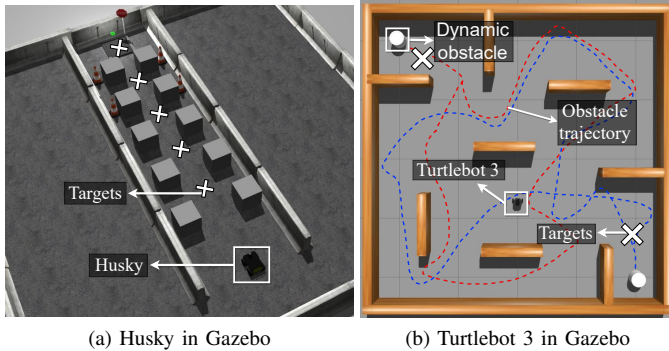 Targets
Husky
Dynamic
obstacle
Obstacle
trajectory
Turtlebot 3
Targets
(a) Husky in Gazebo
(b) Turtlebot 3 in Gazebo